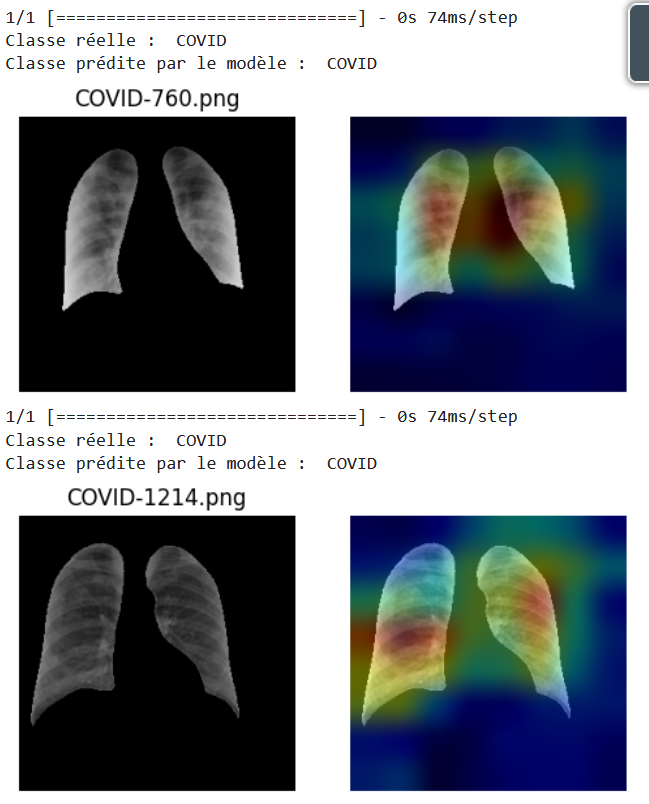 1/1 [==============================] - 0s 74ms/step
Classe réelle :  COVID
Classe prédite par le modèle :  COVID
COVID-760.png
1/1 [==============================] - 0s 74ms/step
Classe réelle :  COVID
Classe prédite par le modèle :  COVID
COVID-1214.png